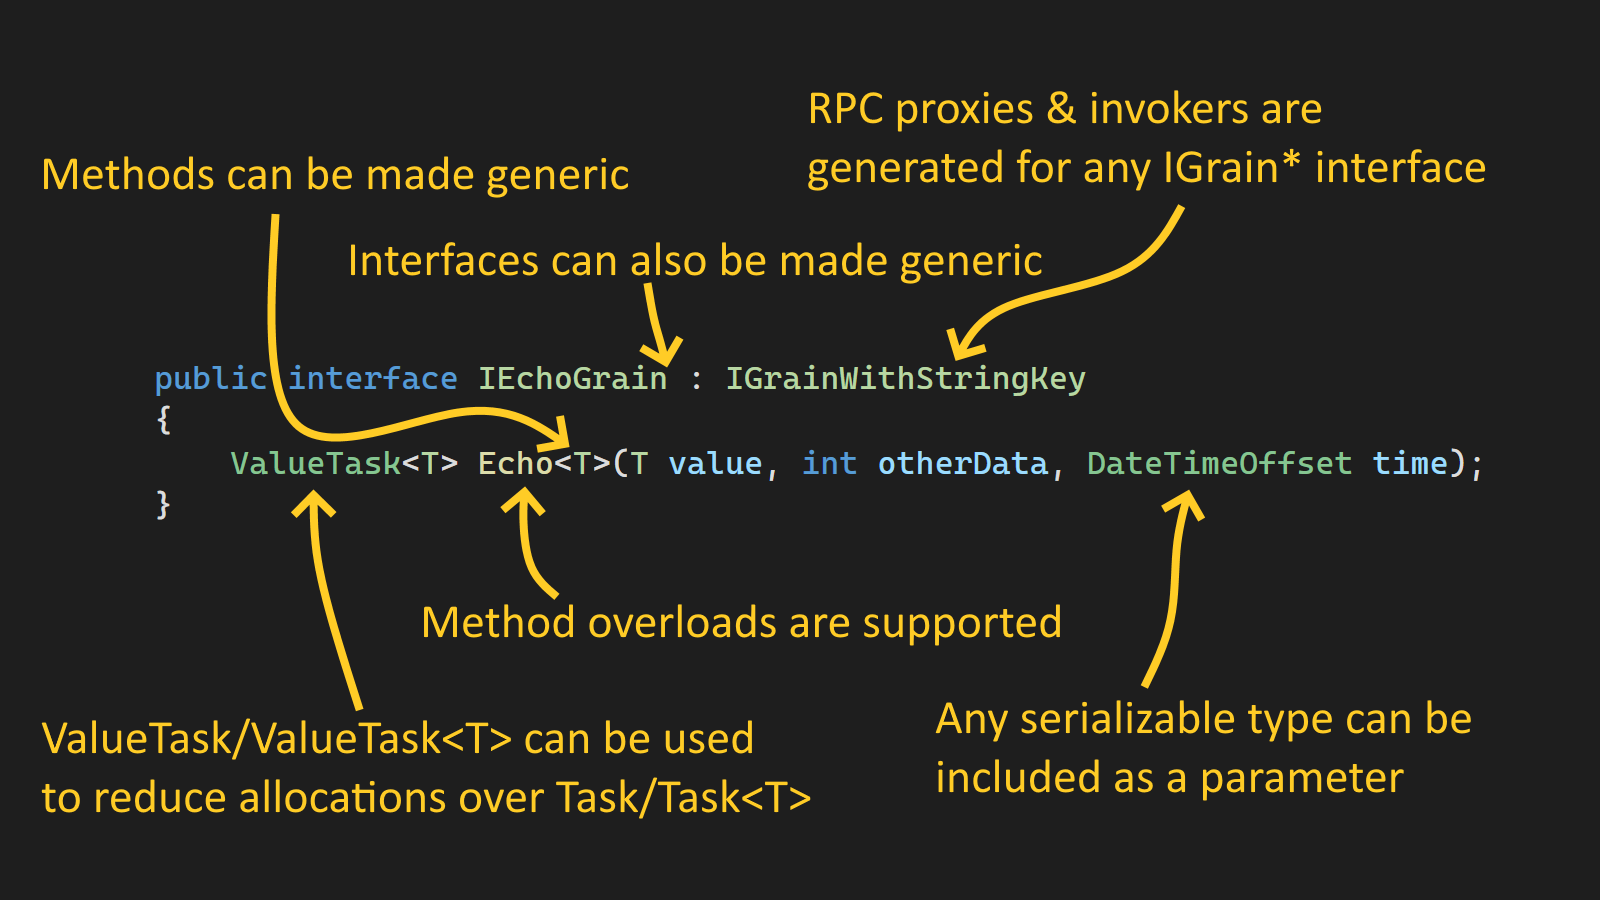 RPC proxies & invokers are
generated for any IGrain* interface
Methods can be made generic
Interfaces can also be made generic
public interface IEchoGrain : IGrainWithStringKey
{
ValueTask<T> Echo<T>(T value, int otherData, DateTimeOffset time);
}
Method overloads are supported
ValueTask/ValueTask<T> can be used
to reduce allocations over Task/Task<T>
Any serializable type can be
included as a parameter